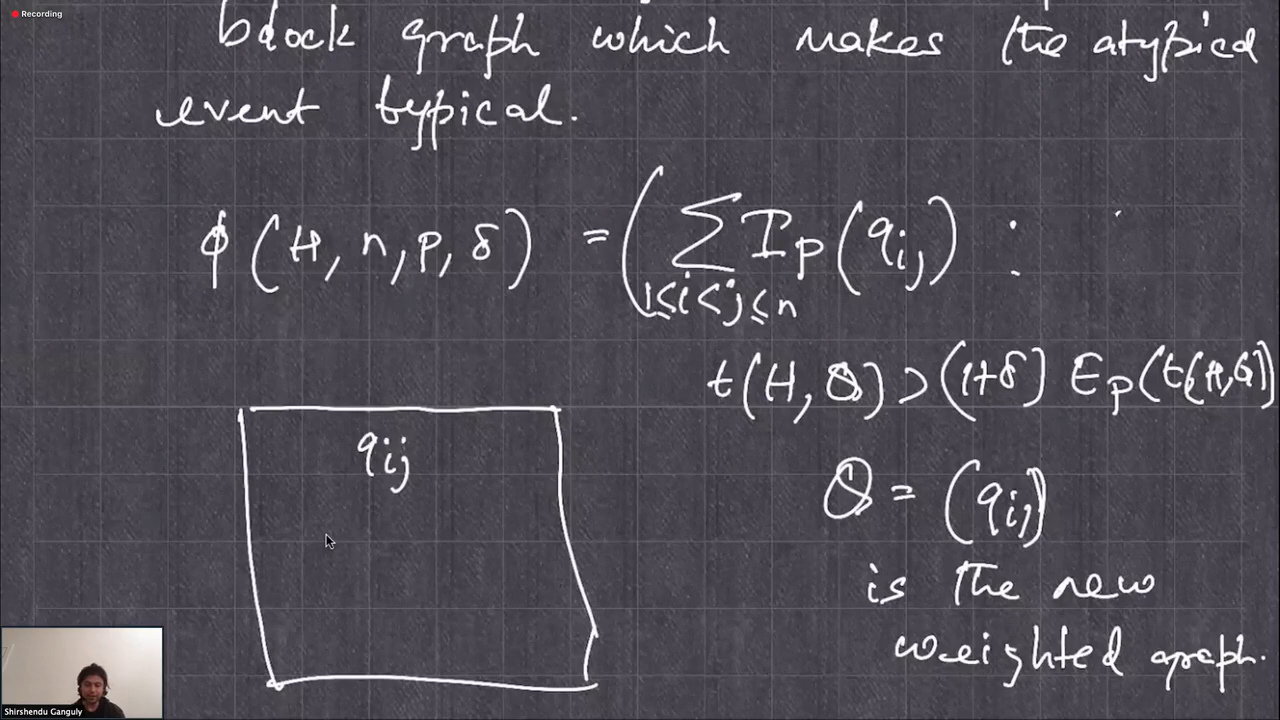 Recording
block graph which makes the atypical
event typical.
ϕ (H, n, p, δ) = ( ∑ I_p (q_ij) :
1≤i<j≤n
t(H, Q) > (1+δ) E_p(t(H,G))
q_ij
Q = (q_ij)
is the new
weighted graph.
Shirshendu Ganguly